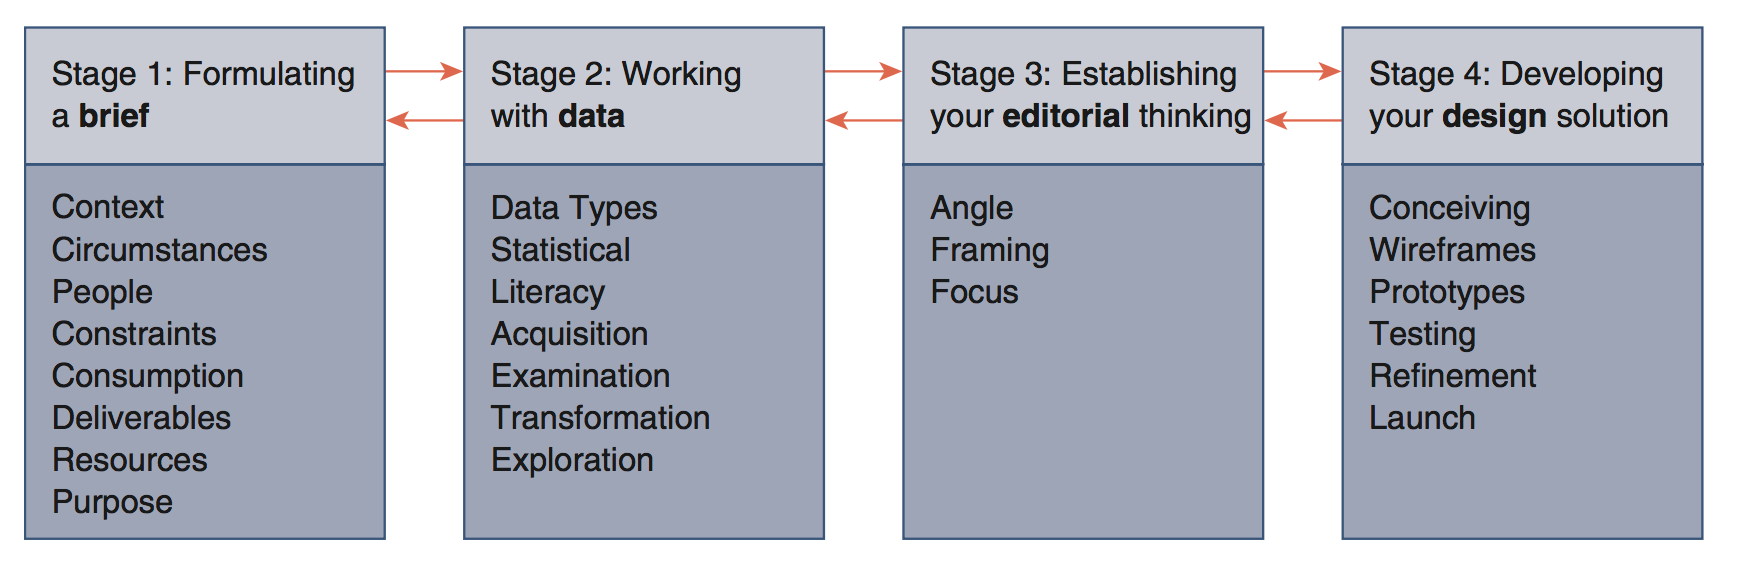 Stage 1: Formulating
a brief
Context
Circumstances
People
Constraints
Consumption
Deliverables
Resources
Purpose
Stage 2: Working
with data
Data Types
Statistical
Literacy
Acquisition
Examination
Transformation
Exploration
Stage 3: Establishing
your editorial thinking
Angle
Framing
Focus
Stage 4: Developing
your design solution
Conceiving
Wireframes
Prototypes
Testing
Refinement
Launch